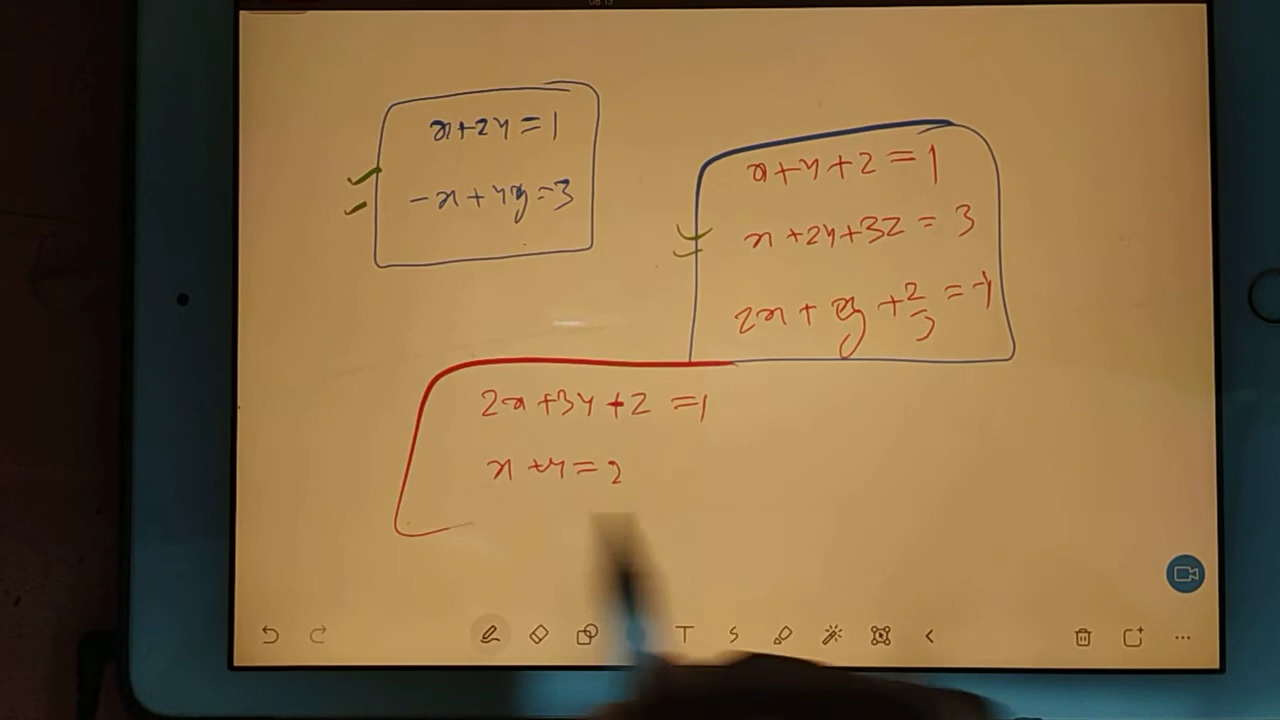 x+2y=1
-x+4y=3
x+y+z=1
x+2y+3z=3
2x+y+z/3=-1
2x+3y+z=1
x+y=2
T